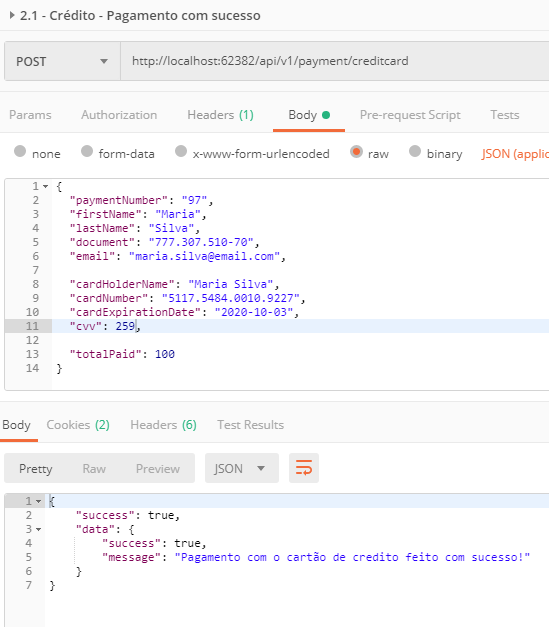 2.1 - Crédito - Pagamento com sucesso
POST http://localhost:62382/api/v1/payment/creditcard
Params Authorization Headers (1) Body Pre-request Script Tests
none form-data x-www-form-urlencoded raw binary JSON (applic
1 {
2 "paymentNumber": "97",
3 "firstName": "Maria",
4 "lastName": "Silva",
5 "document": "777.307.510-70",
6 "email": "maria.silva@email.com",
7
8 "cardHolderName": "Maria Silva",
9 "cardNumber": "5117.5484.0010.9227",
10 "cardExpirationDate": "2020-10-03",
11 "cvv": 259,
12
13 "totalPaid": 100
14 }
Body Cookies (2) Headers (6) Test Results
Pretty Raw Preview JSON
1 {
2 "success": true,
3 "data": {
4 "success": true,
5 "message": "Pagamento com o cartão de credito feito com sucesso!"
6 }
7 }